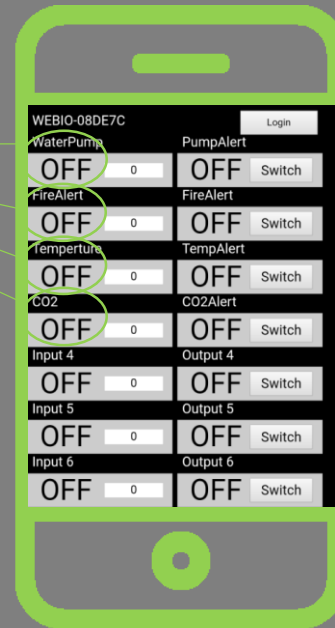 WEBIO-08DE7C Login
WaterPump PumpAlert
OFF 0 OFF Switch
FireAlert FireAlert
OFF 0 OFF Switch
Temperture TempAlert
OFF 0 OFF Switch
CO2 CO2Alert
OFF 0 OFF Switch
Input 4 Output 4
OFF 0 OFF Switch
Input 5 Output 5
OFF 0 OFF Switch
Input 6 Output 6
OFF 0 OFF Switch